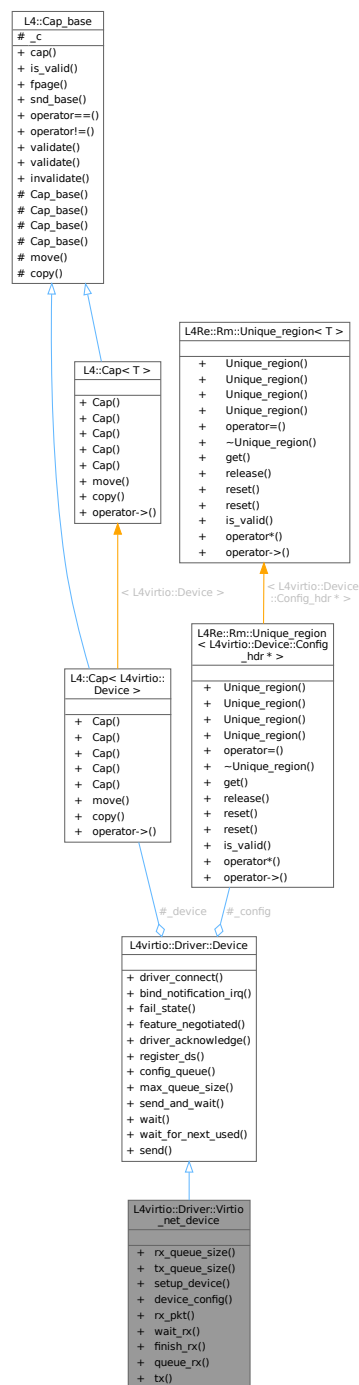 L4::Cap_base
# _c
+ cap()
+ is_valid()
+ fpage()
+ snd_base()
+ operator==()
+ operator!=()
+ validate()
+ validate()
+ invalidate()
# Cap_base()
# Cap_base()
# Cap_base()
# Cap_base()
# move()
# copy()
L4::Cap< T >
+ Cap()
+ Cap()
+ Cap()
+ Cap()
+ Cap()
+ move()
+ copy()
+ operator->()
L4Re::Rm::Unique_region< T >
+ Unique_region()
+ Unique_region()
+ Unique_region()
+ Unique_region()
+ operator=()
+ ~Unique_region()
+ get()
+ release()
+ reset()
+ reset()
+ is_valid()
+ operator*()
+ operator->()
< L4virtio::Device >
< L4virtio::Device
::Config_hdr * >
L4::Cap< L4virtio::
Device >
+ Cap()
+ Cap()
+ Cap()
+ Cap()
+ Cap()
+ move()
+ copy()
+ operator->()
L4Re::Rm::Unique_region
< L4virtio::Device::Config
_hdr * >
+ Unique_region()
+ Unique_region()
+ Unique_region()
+ Unique_region()
+ operator=()
+ ~Unique_region()
+ get()
+ release()
+ reset()
+ reset()
+ is_valid()
+ operator*()
+ operator->()
#_device
#_config
L4virtio::Driver::Device
+ driver_connect()
+ bind_notification_irq()
+ fail_state()
+ feature_negotiated()
+ driver_acknowledge()
+ register_ds()
+ config_queue()
+ max_queue_size()
+ send_and_wait()
+ wait()
+ wait_for_next_used()
+ send()
L4virtio::Driver::Virtio
_net_device
+ rx_queue_size()
+ tx_queue_size()
+ setup_device()
+ device_config()
+ rx_pkt()
+ wait_rx()
+ finish_rx()
+ queue_rx()
+ tx()